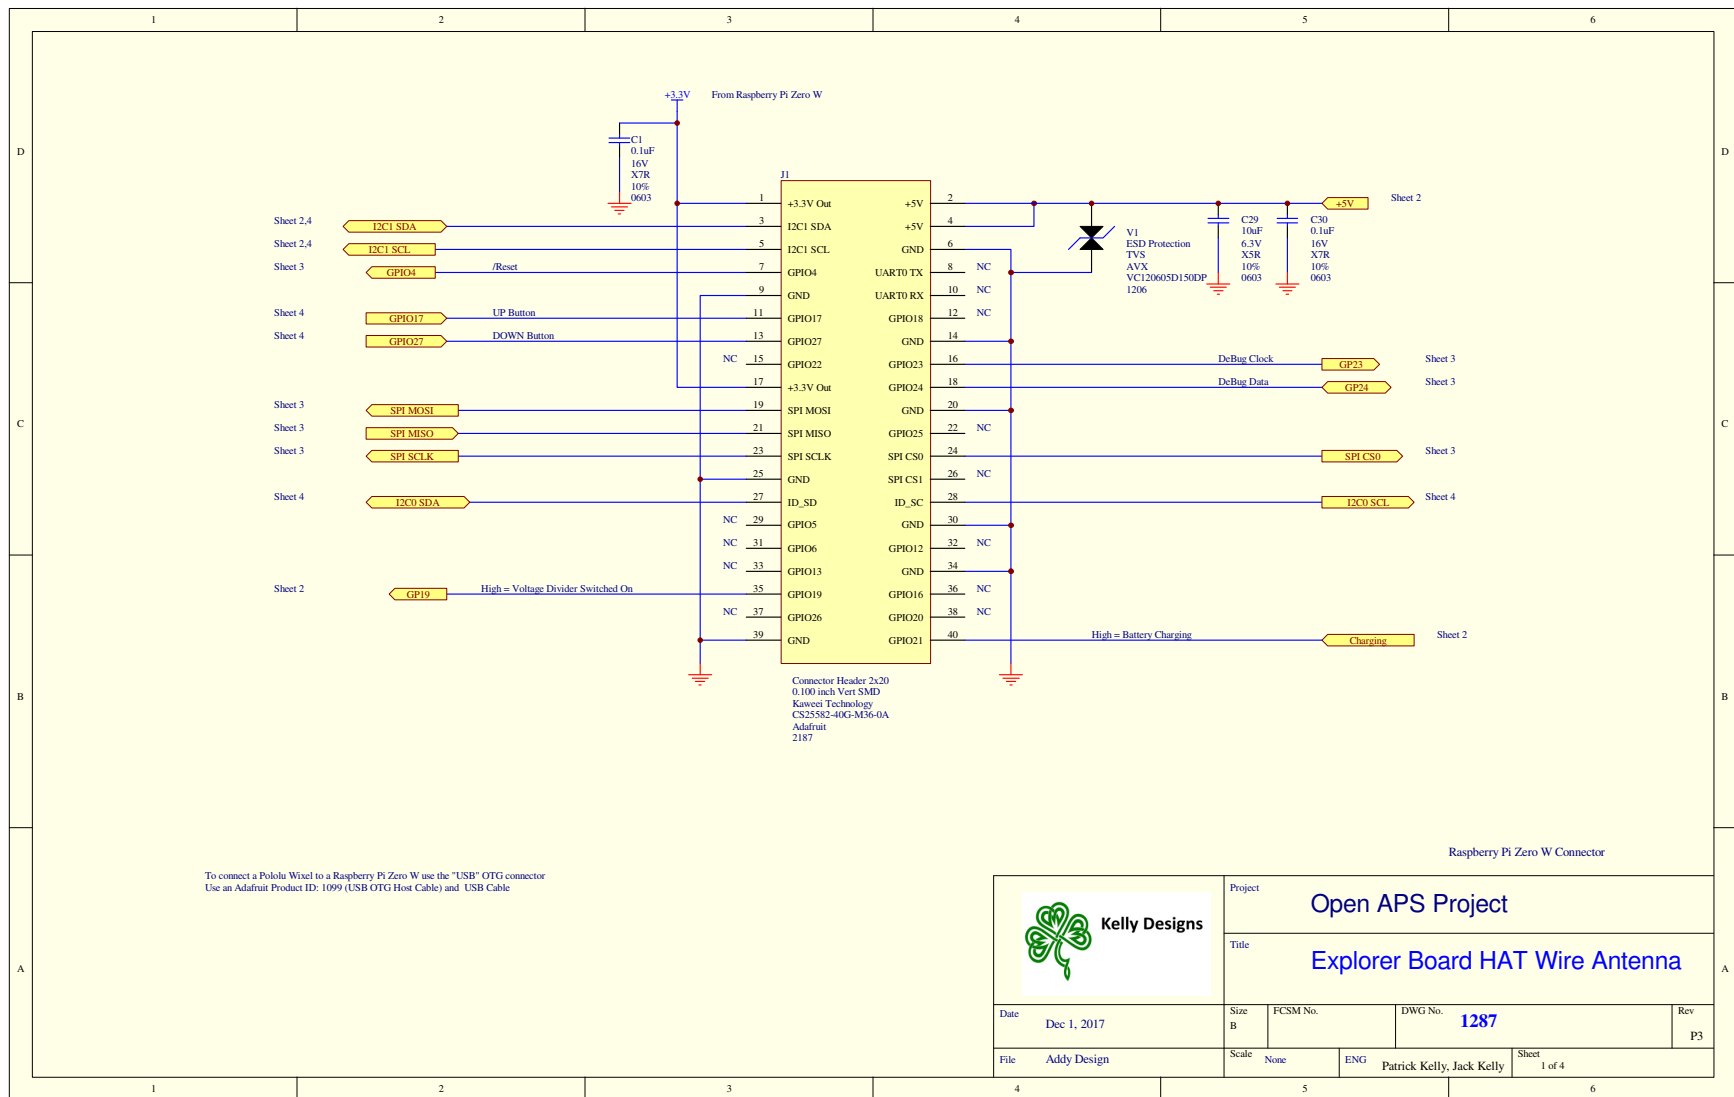 1 2 3 4 5 6
+3.3V From Raspberry Pi Zero W
D D
C1
0.1uF
16V
X7R
10%
0603
J1
1 +3.3V Out +5V 2 +5V Sheet 2
Sheet 2,4 I2C1 SDA 3 I2C1 SDA +5V 4
Sheet 2,4 I2C1 SCL 5 I2C1 SCL GND 6
Sheet 3 GPIO4 /Reset 7 GPIO4 UART0 TX 8 NC
9 GND UART0 RX 10 NC
Sheet 4 GPIO17 UP Button 11 GPIO17 GPIO18 12 NC
Sheet 4 GPIO27 DOWN Button 13 GPIO27 GND 14
NC 15 GPIO22 GPIO23 16 DeBug Clock GP23 Sheet 3
17 +3.3V Out GPIO24 18 DeBug Data GP24 Sheet 3
Sheet 3 SPI MOSI 19 SPI MOSI GND 20
Sheet 3 SPI MISO 21 SPI MISO GPIO25 22 NC
Sheet 3 SPI SCLK 23 SPI SCLK SPI CS0 24 SPI CS0 Sheet 3
25 GND SPI CS1 26 NC
Sheet 4 I2C0 SDA 27 ID_SD ID_SC 28 I2C0 SCL Sheet 4
NC 29 GPIO5 GND 30
NC 31 GPIO6 GPIO12 32 NC
NC 33 GPIO13 GND 34
Sheet 2 GP19 High = Voltage Divider Switched On 35 GPIO19 GPIO16 36 NC
NC 37 GPIO26 GPIO20 38 NC
39 GND GPIO21 40 High = Battery Charging Charging Sheet 2
V1
ESD Protection
TVS
AVX
VC120605D150DP
1206
C29
10uF
6.3V
X5R
10%
0603
C30
0.1uF
16V
X7R
10%
0603
C C
Connector Header 2x20
0.100 inch Vert SMD
Kaweei Technology
CS25582-40G-M36-0A
Adafruit
2187
B B
To connect a Pololu Wixel to a Raspberry Pi Zero W use the "USB" OTG connector
Use an Adafruit Product ID: 1099 (USB OTG Host Cable) and USB Cable
Raspberry Pi Zero W Connector
A A
Kelly Designs
Project
Open APS Project
Title
Explorer Board HAT Wire Antenna
Date Dec 1, 2017
Size B
FCSM No.
DWG No. 1287
Rev P3
File Addy Design
Scale None
ENG Patrick Kelly, Jack Kelly
Sheet 1 of 4
1 2 3 4 5 6